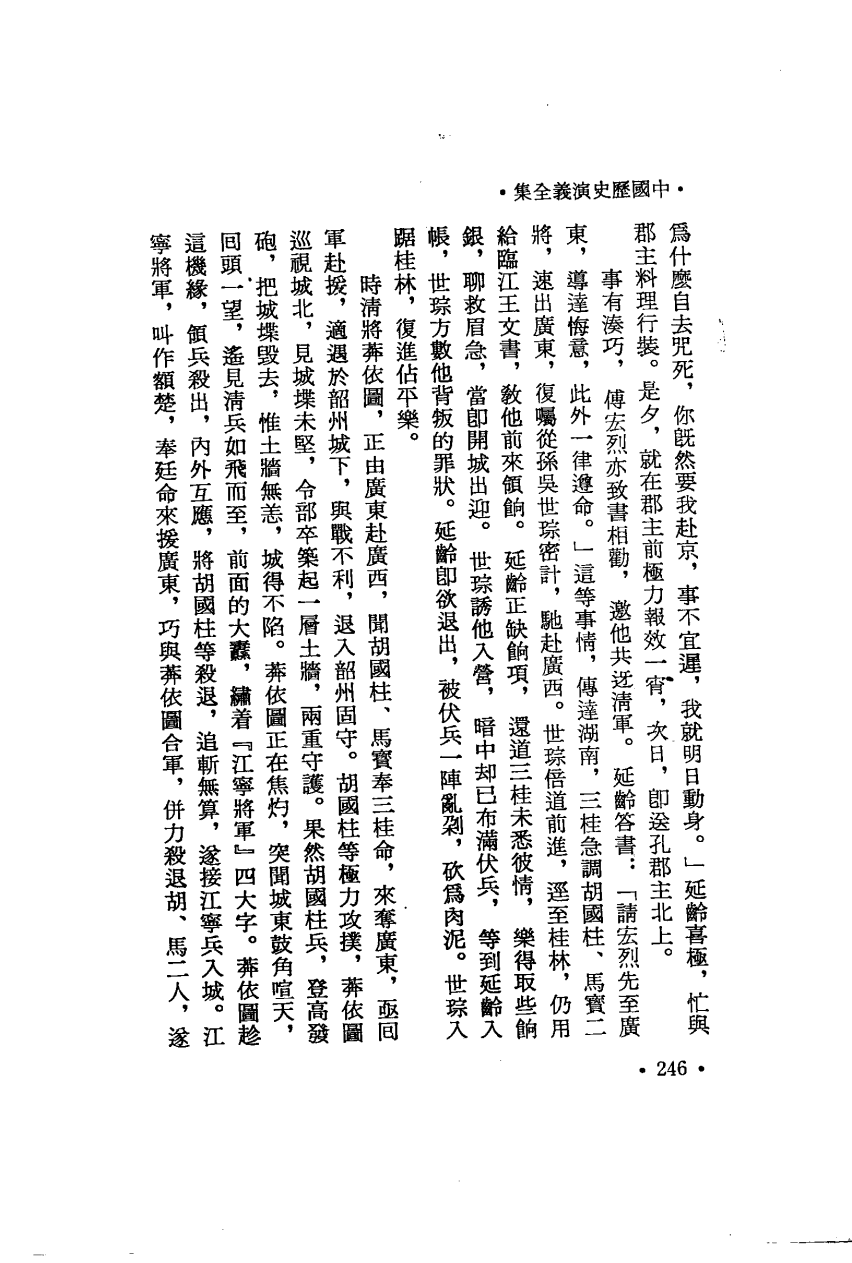 •中國歷史演義全集•
爲什麼自去咒死，你旣然要我赴京，事不宜遲，我就明日動身。」延齡喜極，忙與
郡主料理行裝。是夕，就在郡主前極力報效一宵，次日，卽送孔郡主北上。
事有湊巧，傅宏烈亦致書相勸，邀他共迓淸軍。延齡答書：「請宏烈先至廣
東，導達悔意，此外一律遵命。」這等事情，傳達湖南，三桂急調胡國柱、馬寶二
將，速出廣東，復囑從孫吳世琮密計，馳赴廣西。世琮倍道前進，逕至桂林，仍用
給臨江王文書，敎他前來領餉。延齡正缺餉項，還道三桂未悉彼情，樂得取些餉
銀，聊救眉急，當卽開城出迎。世琮誘他入營，暗中却已布滿伏兵，等到延齡入
帳，世琮方數他背叛的罪狀。延齡卽欲退出，被伏兵一陣亂剁，砍爲肉泥。世琮入
踞桂林，復進佔平樂。
時淸將莽依圖，正由廣東赴廣西，聞胡國柱、馬寶奉三桂命，來奪廣東，亟囘
軍赴援，適遇於韶州城下，與戰不利，退入韶州固守。胡國柱等極力攻撲，莽依圖
巡視城北，見城堞未堅，令部卒築起一層土牆，兩重守護。果然胡國柱兵，登高發
砲，把城堞毀去，惟土牆無恙，城得不陷。莽依圖正在焦灼，突聞城東鼓角喧天，
囘頭一望，遙見淸兵如飛而至，前面的大纛，繡着『江寧將軍』四大字。莽依圖趁
這機緣，領兵殺出，內外互應，將胡國柱等殺退，追斬無算，遂接江寧兵入城。江
寧將軍，叫作額楚，奉廷命來援廣東，巧與莽依圖合軍，併力殺退胡、馬二人，遂
•246•